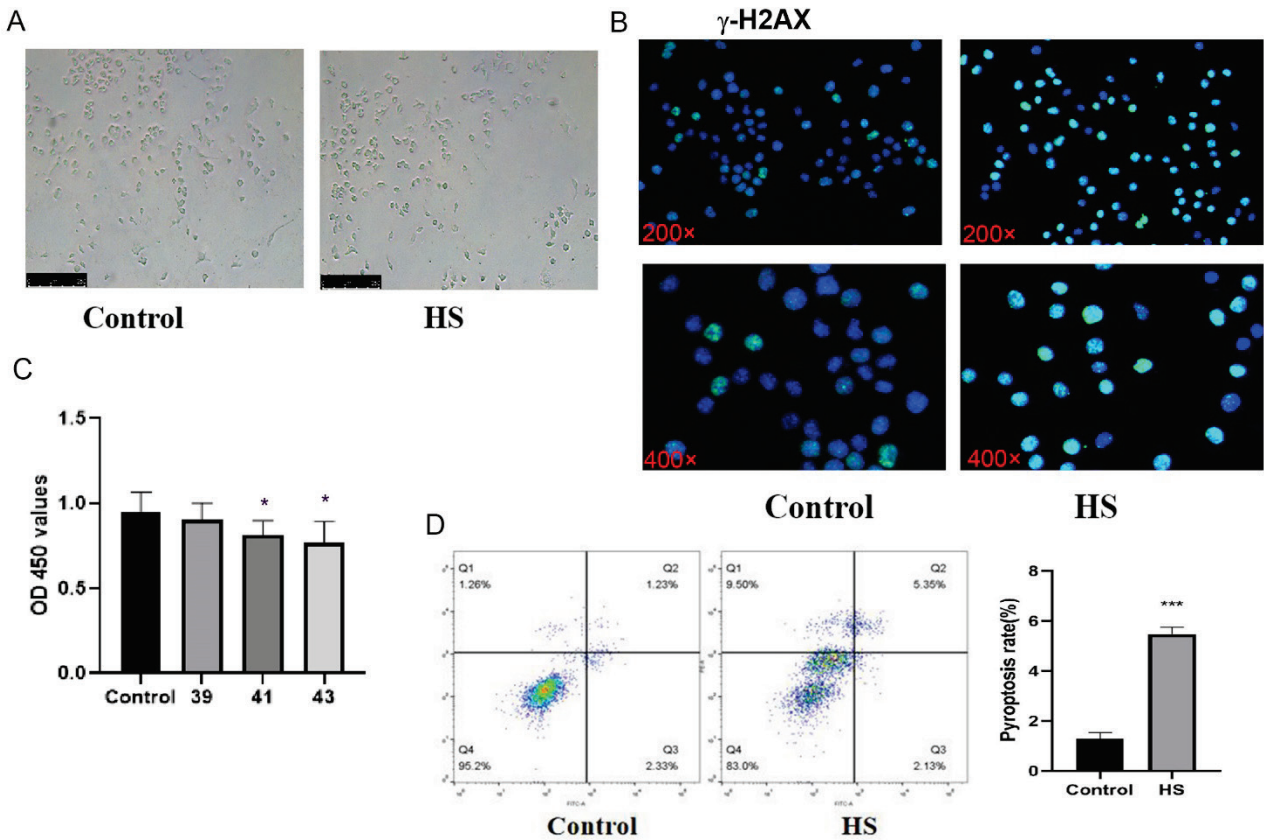 A
Control
HS
B
γ-H2AX
200×
200×
400×
400×
Control
HS
C
OD 450 values
1.5
1.0
0.5
0.0
*
*
Control 39 41 43
D
Q1
1.26%
Q2
1.23%
Q4
95.2%
Q3
2.33%
FITC-A
Control
Q1
9.50%
Q2
5.35%
Q4
83.0%
Q3
2.13%
PE-A
FITC-A
HS
Pyroptosis rate(%)
8
6
4
2
0
***
Control HS